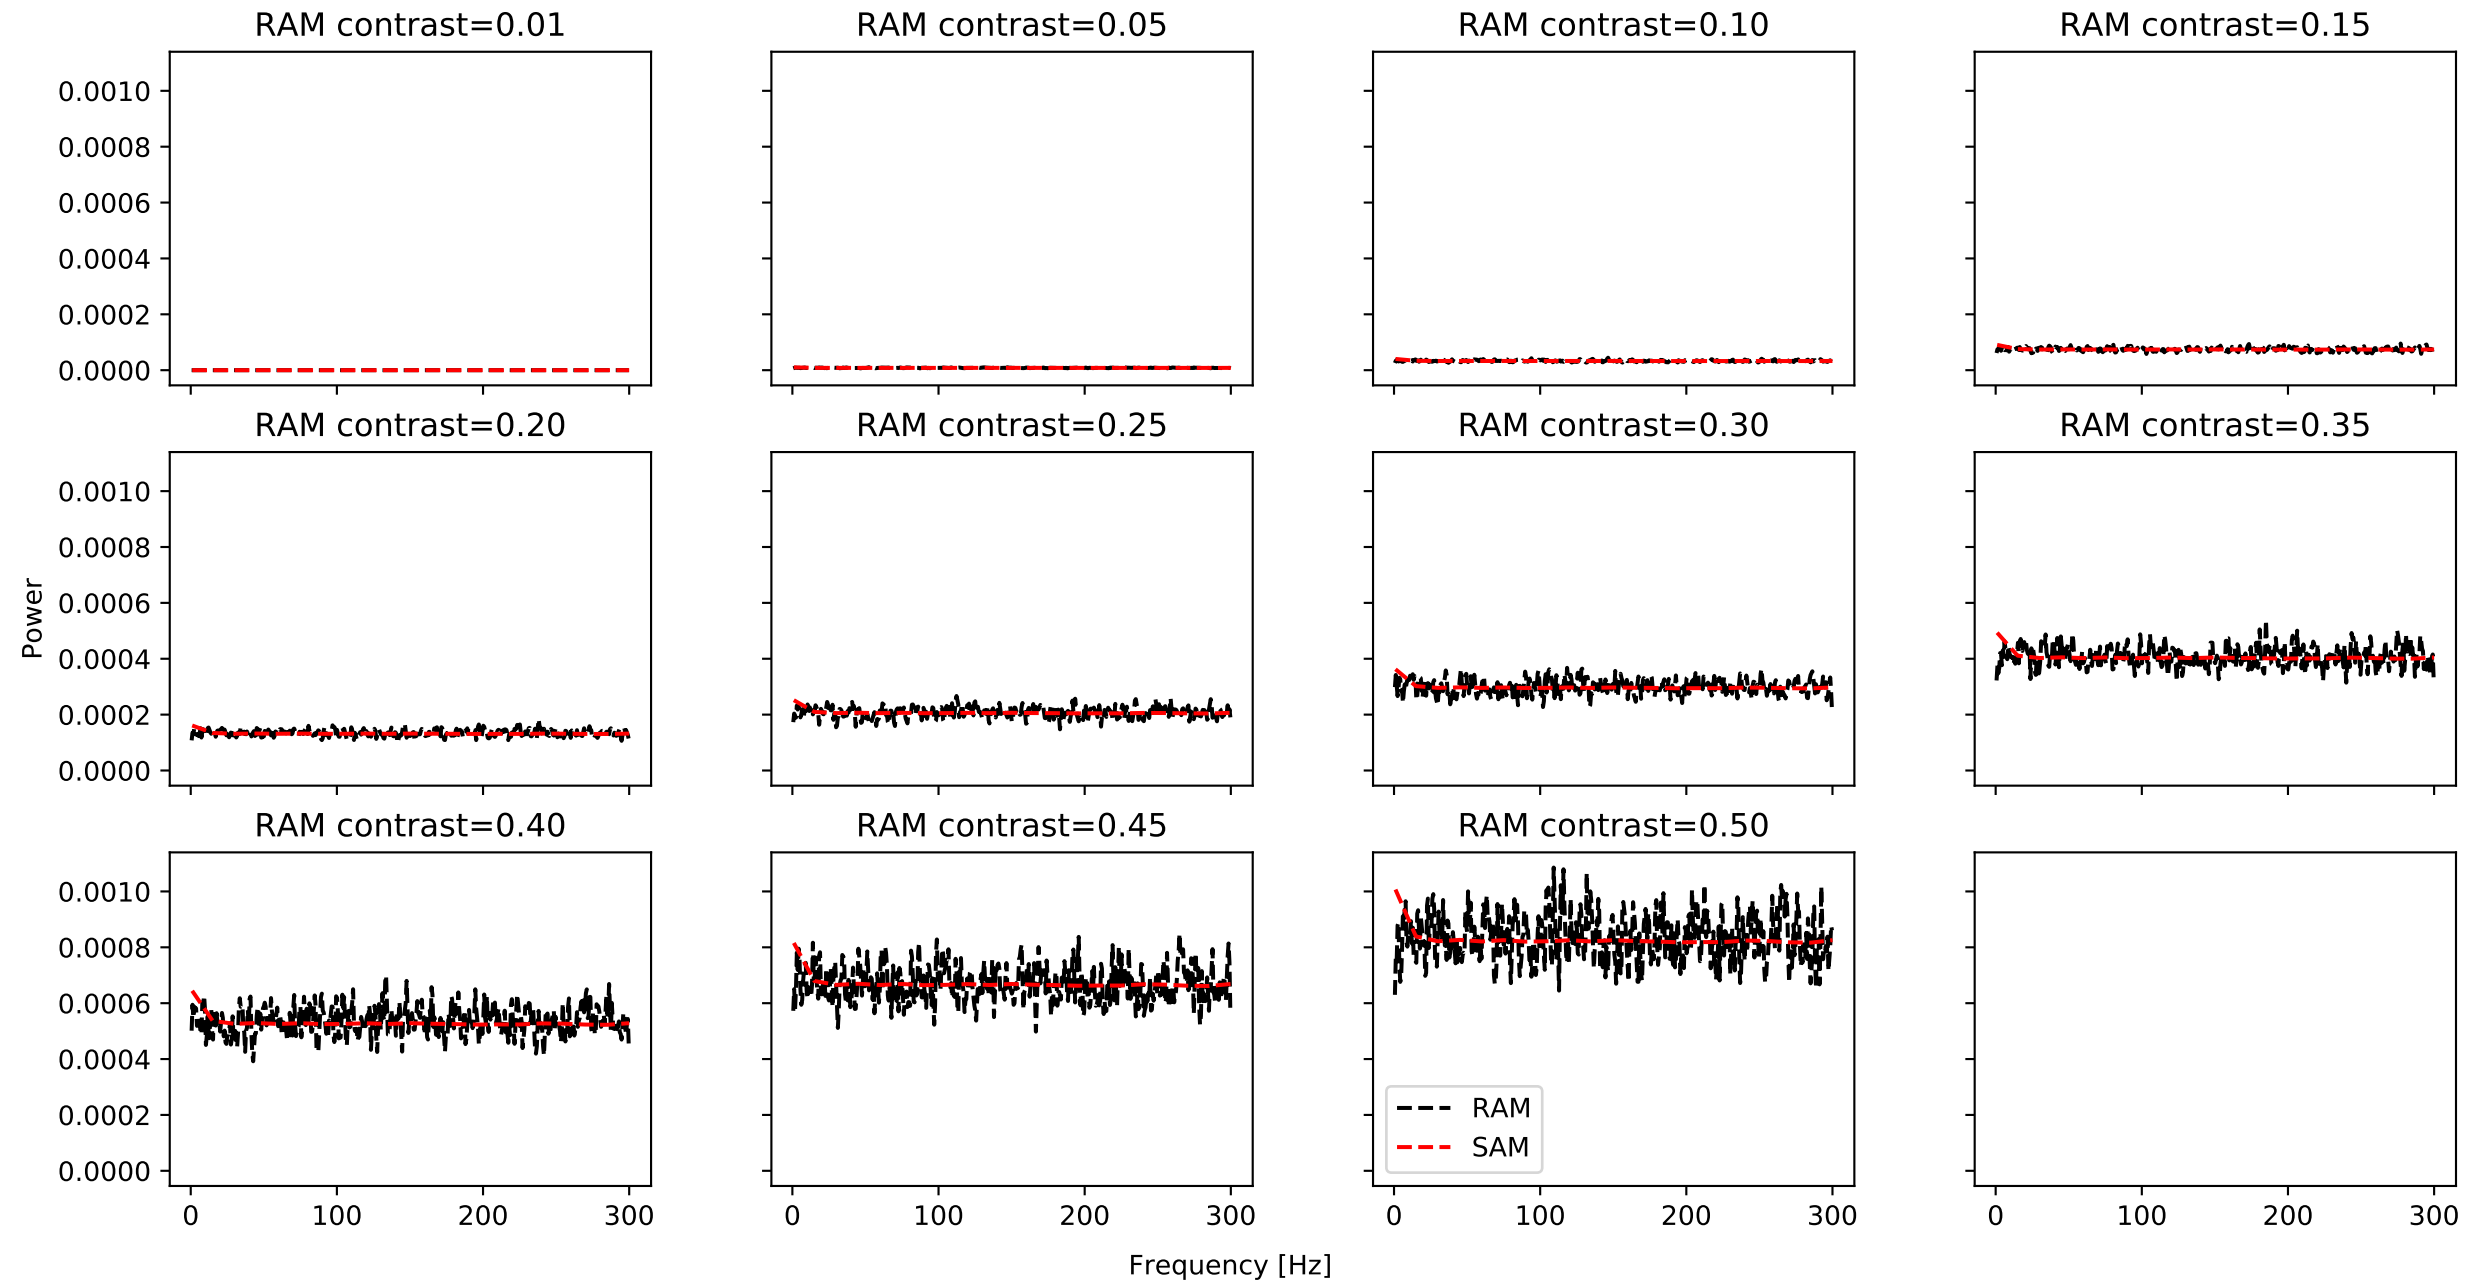 RAM contrast=0.01 RAM contrast=0.05 RAM contrast=0.10 RAM contrast=0.15
0.0010
0.0008
0.0006
0.0004
0.0002
0.0000
RAM contrast=0.20 RAM contrast=0.25 RAM contrast=0.30 RAM contrast=0.35
0.0010
0.0008
0.0006
0.0004
0.0002
0.0000
Power
RAM contrast=0.40 RAM contrast=0.45 RAM contrast=0.50
0.0010
0.0008
0.0006
0.0004
0.0002
0.0000
RAM
SAM
0 100 200 300 0 100 200 300 0 100 200 300 0 100 200 300
Frequency [Hz]